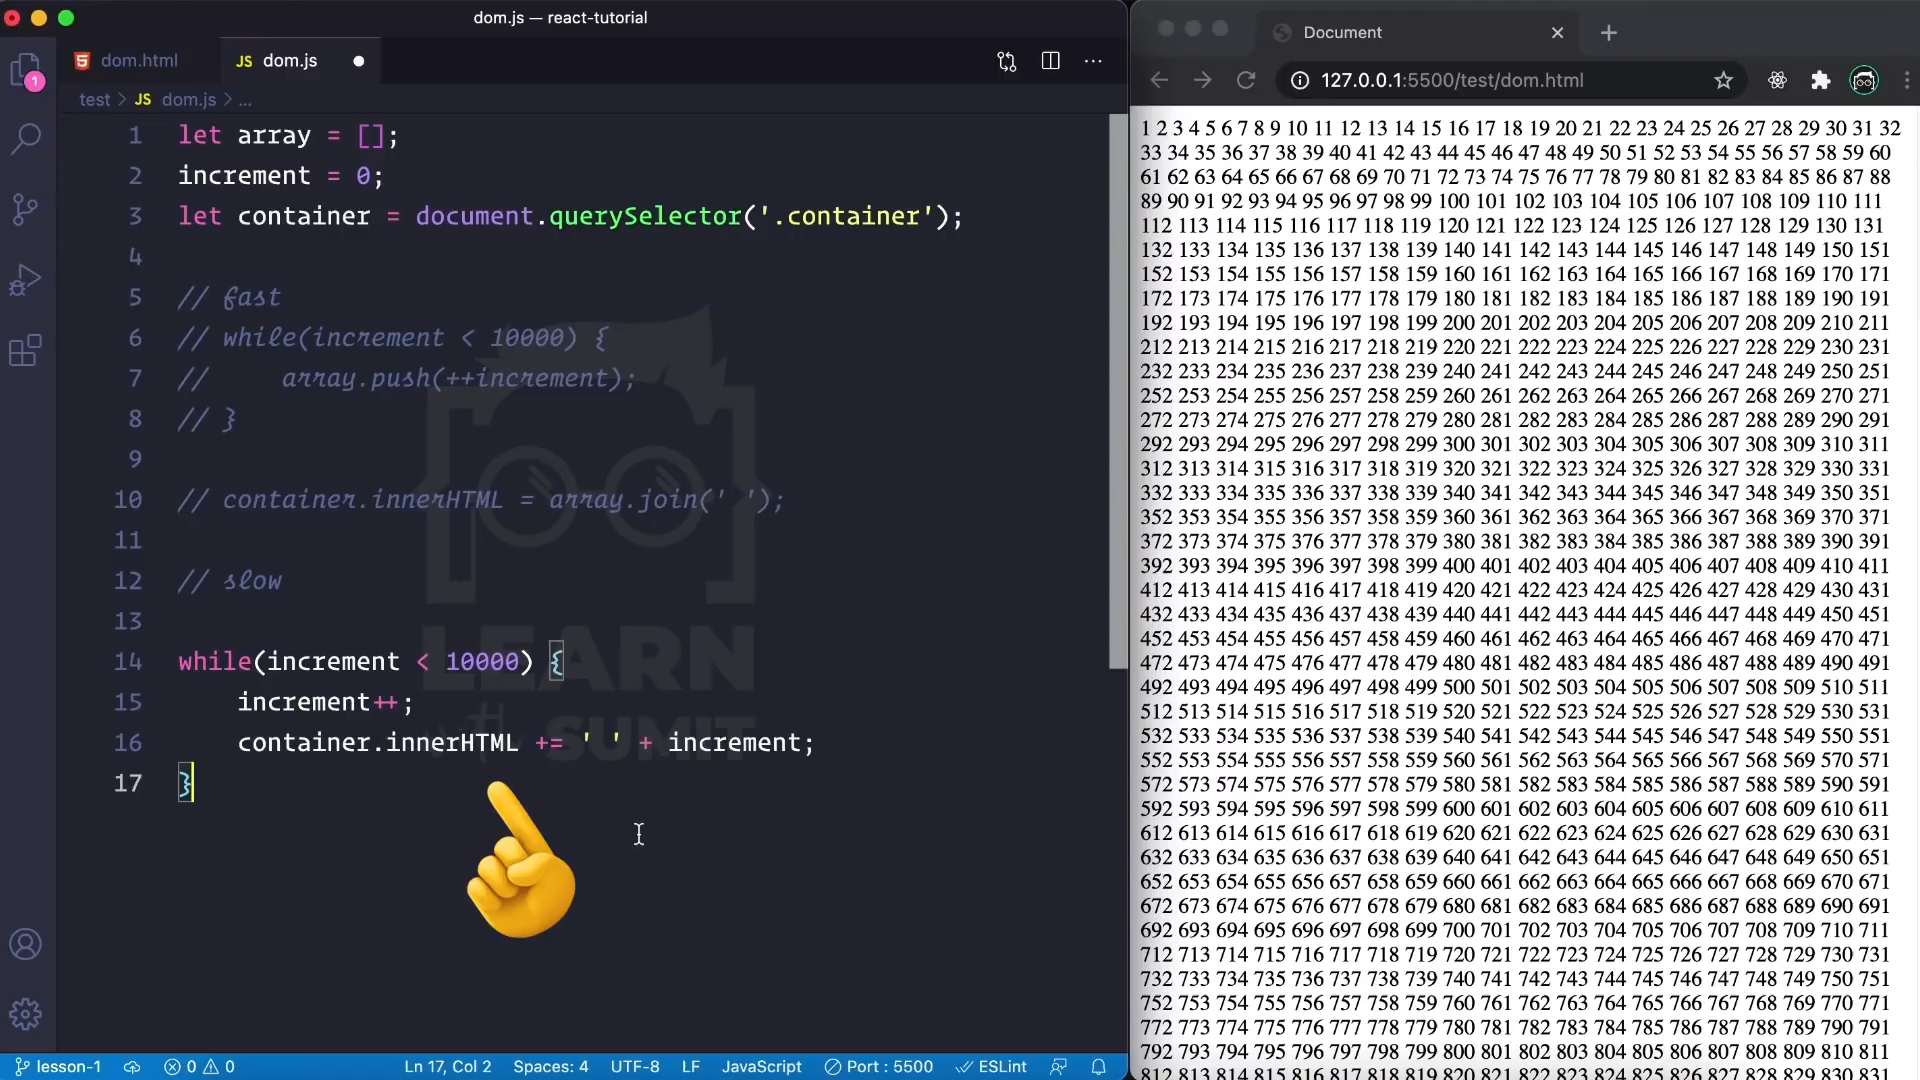 dom.js — react-tutorial
dom.html
JS dom.js
test > JS dom.js > ...
1 let array = [];
2 increment = 0;
3 let container = document.querySelector('.container');
4
5 // fast
6 // while(increment < 10000) {
7 //     array.push(++increment);
8 // }
9
10 // container.innerHTML = array.join(' ');
11
12 // slow
13
14 while(increment < 10000) {
15     increment++;
16     container.innerHTML += ' ' + increment;
17 }
LEARN
with SUMIT
1
lesson-1 0 0 Ln 17, Col 2 Spaces: 4 UTF-8 LF JavaScript Port : 5500 ESLint
Document
127.0.0.1:5500/test/dom.html
1 2 3 4 5 6 7 8 9 10 11 12 13 14 15 16 17 18 19 20 21 22 23 24 25 26 27 28 29 30 31 32
33 34 35 36 37 38 39 40 41 42 43 44 45 46 47 48 49 50 51 52 53 54 55 56 57 58 59 60
61 62 63 64 65 66 67 68 69 70 71 72 73 74 75 76 77 78 79 80 81 82 83 84 85 86 87 88
89 90 91 92 93 94 95 96 97 98 99 100 101 102 103 104 105 106 107 108 109 110 111
112 113 114 115 116 117 118 119 120 121 122 123 124 125 126 127 128 129 130 131
132 133 134 135 136 137 138 139 140 141 142 143 144 145 146 147 148 149 150 151
152 153 154 155 156 157 158 159 160 161 162 163 164 165 166 167 168 169 170 171
172 173 174 175 176 177 178 179 180 181 182 183 184 185 186 187 188 189 190 191
192 193 194 195 196 197 198 199 200 201 202 203 204 205 206 207 208 209 210 211
212 213 214 215 216 217 218 219 220 221 222 223 224 225 226 227 228 229 230 231
232 233 234 235 236 237 238 239 240 241 242 243 244 245 246 247 248 249 250 251
252 253 254 255 256 257 258 259 260 261 262 263 264 265 266 267 268 269 270 271
272 273 274 275 276 277 278 279 280 281 282 283 284 285 286 287 288 289 290 291
292 293 294 295 296 297 298 299 300 301 302 303 304 305 306 307 308 309 310 311
312 313 314 315 316 317 318 319 320 321 322 323 324 325 326 327 328 329 330 331
332 333 334 335 336 337 338 339 340 341 342 343 344 345 346 347 348 349 350 351
352 353 354 355 356 357 358 359 360 361 362 363 364 365 366 367 368 369 370 371
372 373 374 375 376 377 378 379 380 381 382 383 384 385 386 387 388 389 390 391
392 393 394 395 396 397 398 399 400 401 402 403 404 405 406 407 408 409 410 411
412 413 414 415 416 417 418 419 420 421 422 423 424 425 426 427 428 429 430 431
432 433 434 435 436 437 438 439 440 441 442 443 444 445 446 447 448 449 450 451
452 453 454 455 456 457 458 459 460 461 462 463 464 465 466 467 468 469 470 471
472 473 474 475 476 477 478 479 480 481 482 483 484 485 486 487 488 489 490 491
492 493 494 495 496 497 498 499 500 501 502 503 504 505 506 507 508 509 510 511
512 513 514 515 516 517 518 519 520 521 522 523 524 525 526 527 528 529 530 531
532 533 534 535 536 537 538 539 540 541 542 543 544 545 546 547 548 549 550 551
552 553 554 555 556 557 558 559 560 561 562 563 564 565 566 567 568 569 570 571
572 573 574 575 576 577 578 579 580 581 582 583 584 585 586 587 588 589 590 591
592 593 594 595 596 597 598 599 600 601 602 603 604 605 606 607 608 609 610 611
612 613 614 615 616 617 618 619 620 621 622 623 624 625 626 627 628 629 630 631
632 633 634 635 636 637 638 639 640 641 642 643 644 645 646 647 648 649 650 651
652 653 654 655 656 657 658 659 660 661 662 663 664 665 666 667 668 669 670 671
672 673 674 675 676 677 678 679 680 681 682 683 684 685 686 687 688 689 690 691
692 693 694 695 696 697 698 699 700 701 702 703 704 705 706 707 708 709 710 711
712 713 714 715 716 717 718 719 720 721 722 723 724 725 726 727 728 729 730 731
732 733 734 735 736 737 738 739 740 741 742 743 744 745 746 747 748 749 750 751
752 753 754 755 756 757 758 759 760 761 762 763 764 765 766 767 768 769 770 771
772 773 774 775 776 777 778 779 780 781 782 783 784 785 786 787 788 789 790 791
792 793 794 795 796 797 798 799 800 801 802 803 804 805 806 807 808 809 810 811
812 813 814 815 816 817 818 819 820 821 822 823 824 825 826 827 828 829 830 831